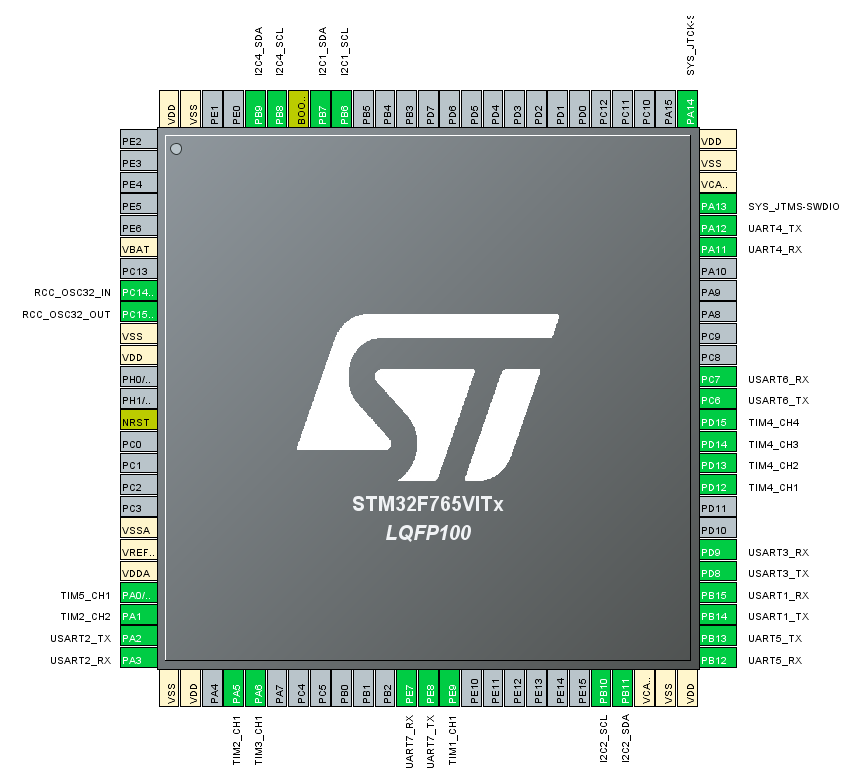 I2C4_SDA
I2C4_SCL
I2C1_SDA
I2C1_SCL
SYS_JTCK-S
VDD
VSS
PE1
PE0
PB9
PB8
BOO..
PB7
PB6
PB5
PB4
PB3
PD7
PD6
PD5
PD4
PD3
PD2
PD1
PD0
PC12
PC11
PC10
PA15
PA14
PE2
PE3
PE4
PE5
PE6
VBAT
PC13
RCC_OSC32_IN PC14..
RCC_OSC32_OUT PC15..
VSS
VDD
PH0/..
PH1/..
NRST
PC0
PC1
PC2
PC3
VSSA
VREF..
VDDA
TIM5_CH1 PA0/..
TIM2_CH2 PA1
USART2_TX PA2
USART2_RX PA3
ST
STM32F765VITx
LQFP100
VDD
VSS
VCA..
PA13 SYS_JTMS-SWDIO
PA12 UART4_TX
PA11 UART4_RX
PA10
PA9
PA8
PC9
PC8
PC7 USART6_RX
PC6 USART6_TX
PD15 TIM4_CH4
PD14 TIM4_CH3
PD13 TIM4_CH2
PD12 TIM4_CH1
PD11
PD10
PD9 USART3_RX
PD8 USART3_TX
PB15 USART1_RX
PB14 USART1_TX
PB13 UART5_TX
PB12 UART5_RX
VSS
VDD
PA4
PA5
PA6
PA7
PC4
PC5
PB0
PB1
PB2
PE7
PE8
PE9
PE10
PE11
PE12
PE13
PE14
PE15
PB10
PB11
VCA..
VSS
VDD
TIM2_CH1
TIM3_CH1
UART7_RX
UART7_TX
TIM1_CH1
I2C2_SCL
I2C2_SDA